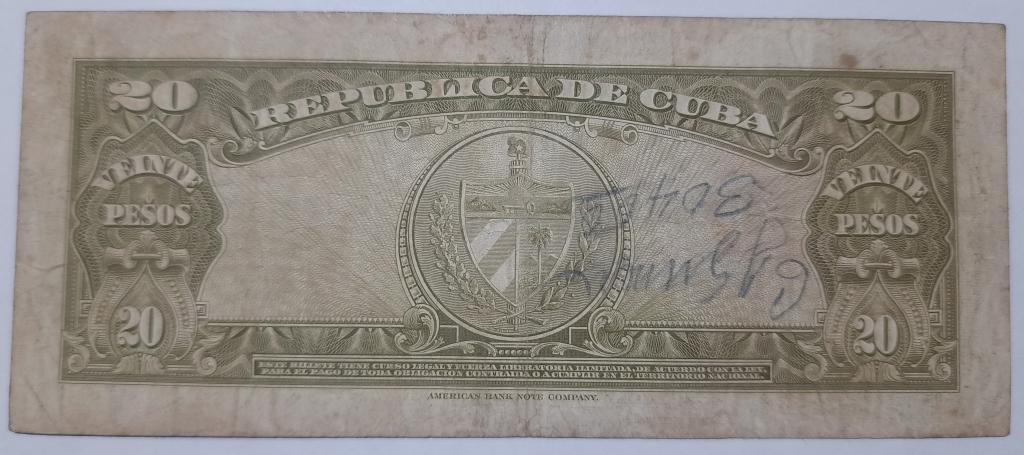 20 REPUBLICA DE CUBA 20
VEINTE
PESOS
VEINTE
PESOS
20
20
ESTE BILLETE TIENE CURSO LEGAL Y FUERZA LIBERATORIA ILIMITADA, DE ACUERDO CON LA LEY,
PARA EL PAGO DE TODA OBLIGACION CONTRAIDA O A CUMPLIR EN EL TERRITORIO NACIONAL.
AMERICAN BANK NOTE COMPANY.